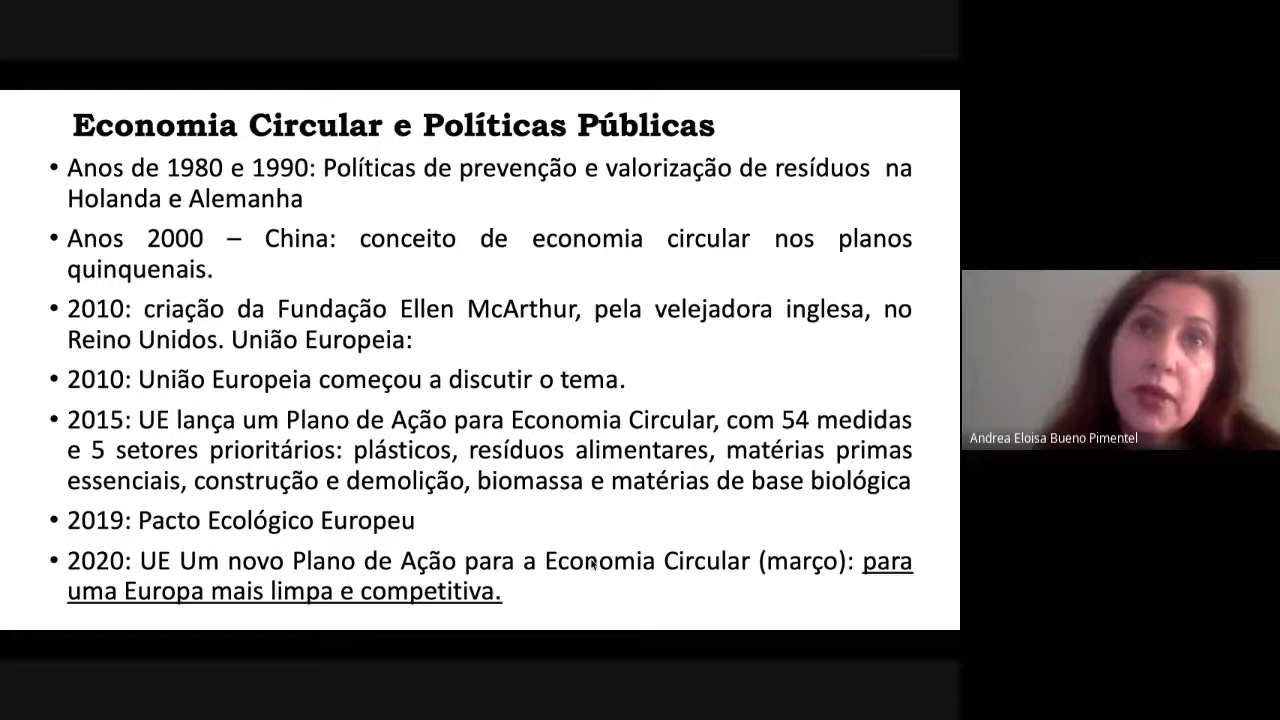 Economia Circular e Políticas Públicas
• Anos de 1980 e 1990: Políticas de prevenção e valorização de resíduos na
Holanda e Alemanha
• Anos 2000 – China: conceito de economia circular nos planos
quinquenais.
• 2010: criação da Fundação Ellen McArthur, pela velejadora inglesa, no
Reino Unidos. União Europeia:
• 2010: União Europeia começou a discutir o tema.
• 2015: UE lança um Plano de Ação para Economia Circular, com 54 medidas
e 5 setores prioritários: plásticos, resíduos alimentares, matérias primas
essenciais, construção e demolição, biomassa e matérias de base biológica
• 2019: Pacto Ecológico Europeu
• 2020: UE Um novo Plano de Ação para a Economia Circular (março): para
uma Europa mais limpa e competitiva.
Andrea Eloisa Bueno Pimentel